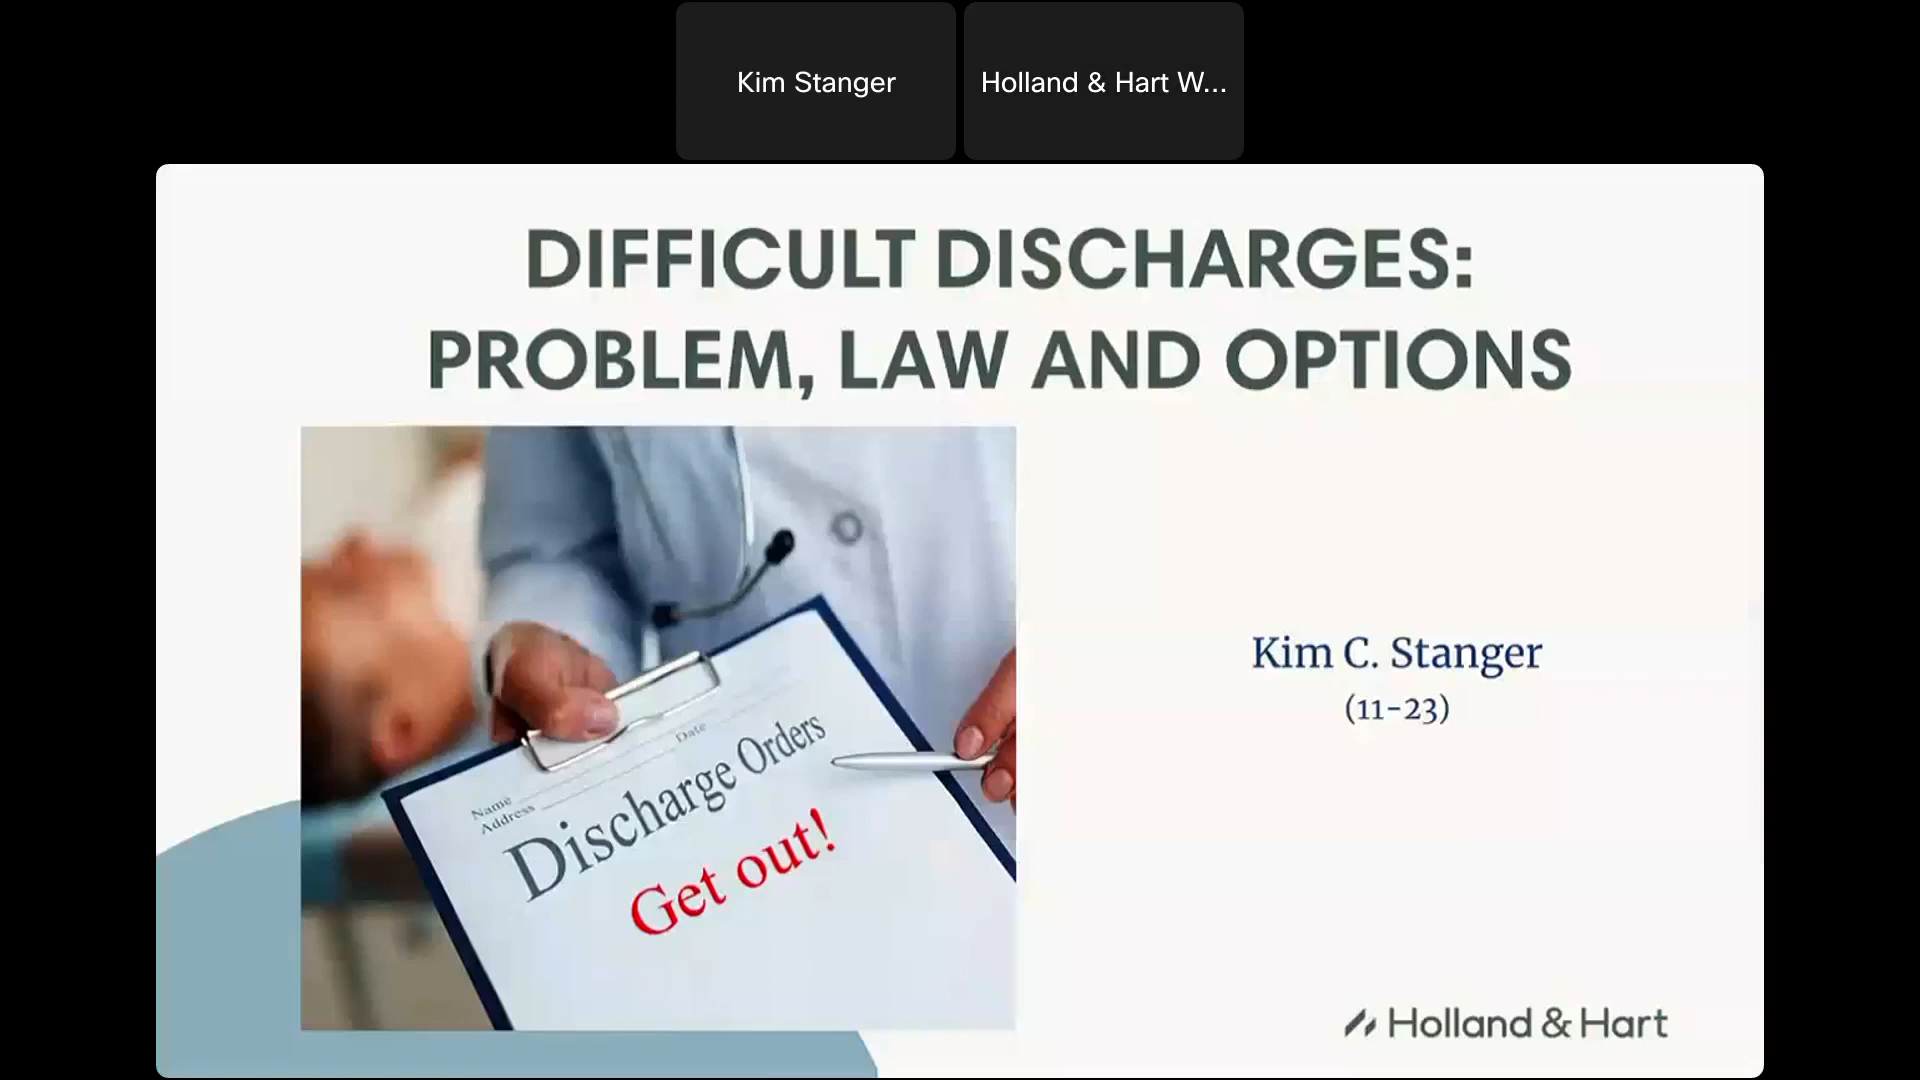 Kim Stanger
Holland & Hart W...
DIFFICULT DISCHARGES:
PROBLEM, LAW AND OPTIONS
Date
Name
Address
Discharge Orders
Get out!
Kim C. Stanger
(11-23)
Holland & Hart